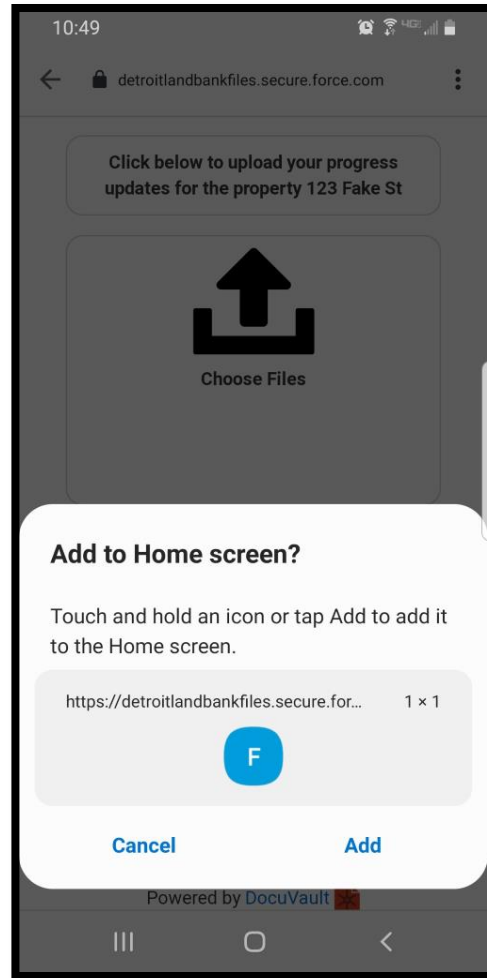 10:49
4GE
detroitlandbankfiles.secure.force.com
Click below to upload your progress
updates for the property 123 Fake St
Choose Files
Add to Home screen?
Touch and hold an icon or tap Add to add it
to the Home screen.
https://detroitlandbankfiles.secure.for... 1 × 1
F
Cancel Add
Powered by DocuVault